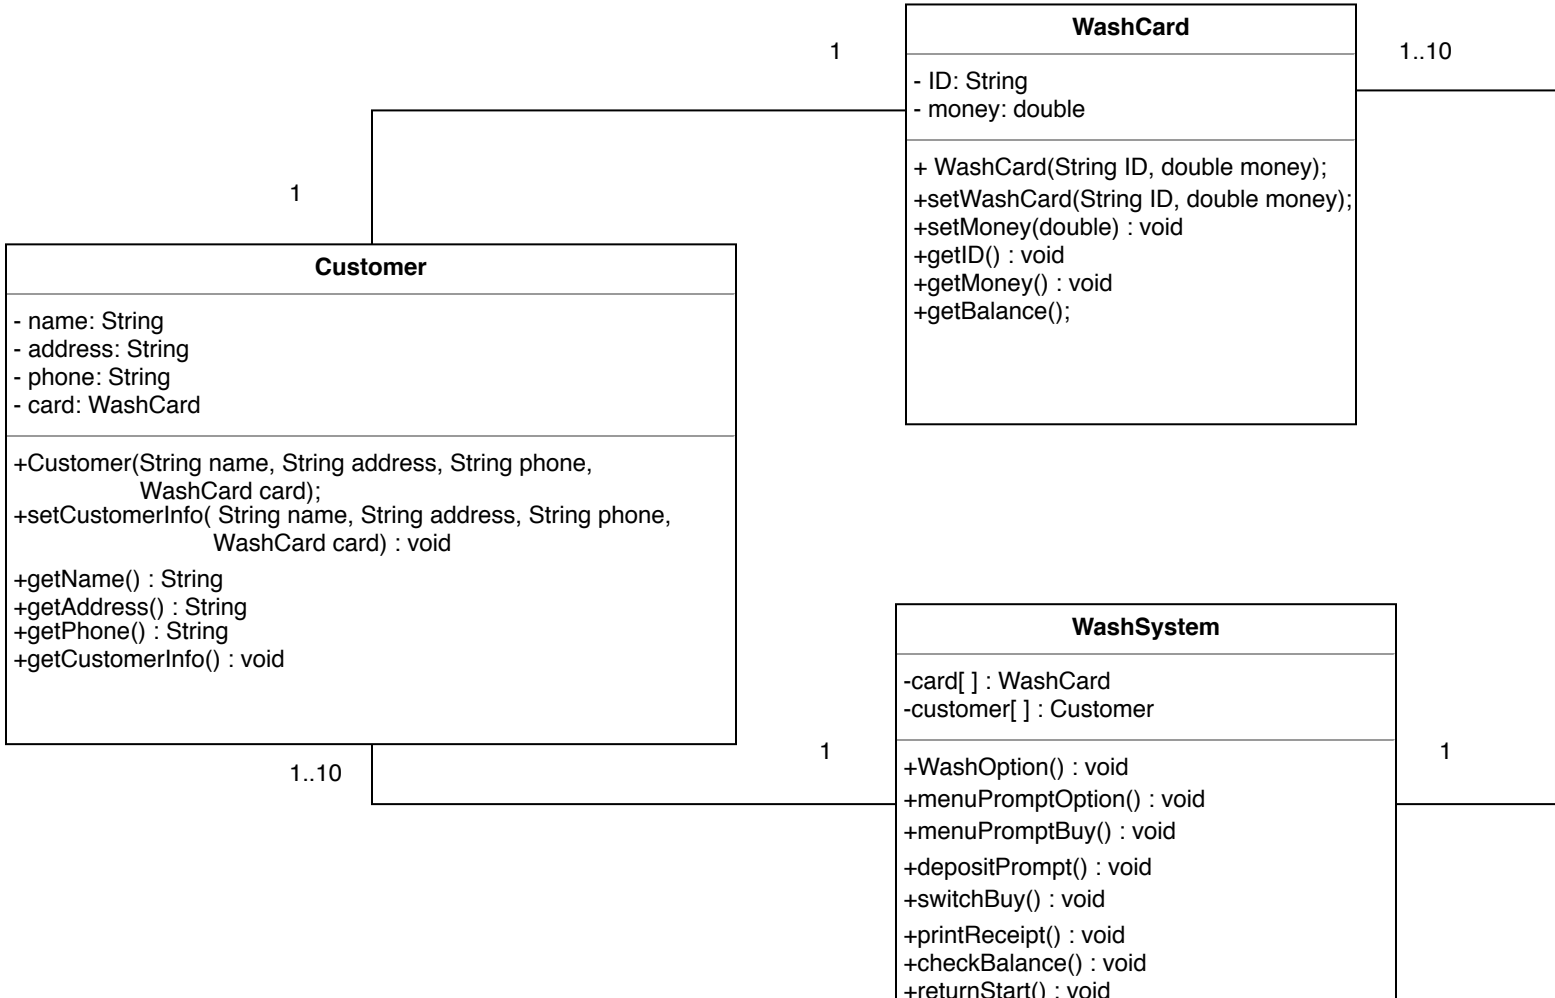 WashCard
1
1..10
- ID: String
- money: double
+ WashCard(String ID, double money);
+setWashCard(String ID, double money);
+setMoney(double) : void
+getID() : void
+getMoney() : void
+getBalance();
1
Customer
- name: String
- address: String
- phone: String
- card: WashCard
+Customer(String name, String address, String phone,
WashCard card);
+setCustomerInfo( String name, String address, String phone,
WashCard card) : void
+getName() : String
+getAddress() : String
+getPhone() : String
+getCustomerInfo() : void
1..10
WashSystem
-card[ ] : WashCard
-customer[ ] : Customer
1
1
+WashOption() : void
+menuPromptOption() : void
+menuPromptBuy() : void
+depositPrompt() : void
+switchBuy() : void
+printReceipt() : void
+checkBalance() : void
+returnStart() : void